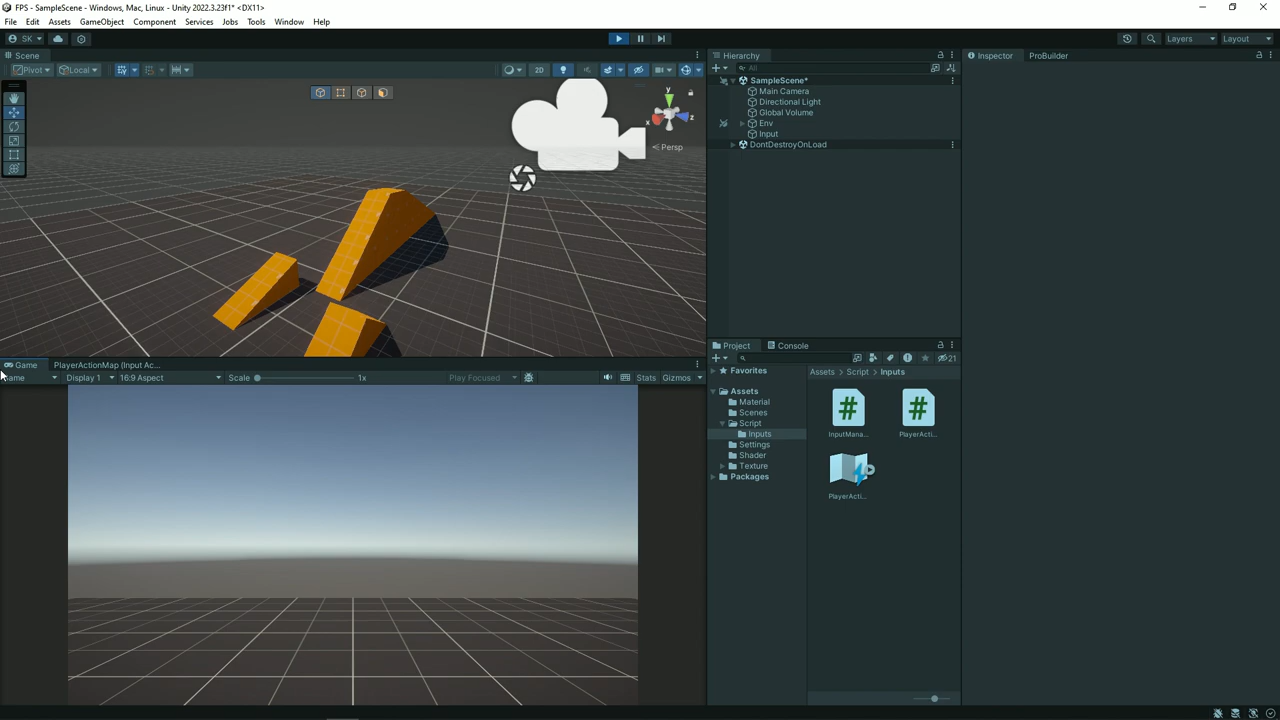 FPS - SampleScene - Windows, Mac, Linux - Unity 2022.3.23f1* <DX11>
File Edit Assets GameObject Component Services Jobs Tools Window Help
SK Layers Layout
Scene
Pivot Local 2D
y
x z
Persp
Hierarchy
All
SampleScene*
Main Camera
Directional Light
Global Volume
Env
Input
DontDestroyOnLoad
Inspector ProBuilder
Game PlayerActionMap (Input Ac...
Game Display 1 16:9 Aspect Scale 1x Play Focused Stats Gizmos
Project Console
21
Favorites
Assets
Material
Scenes
Script
Inputs
Settings
Shader
Texture
Packages
Assets Script Inputs
InputMana... PlayerActi...
PlayerActi...